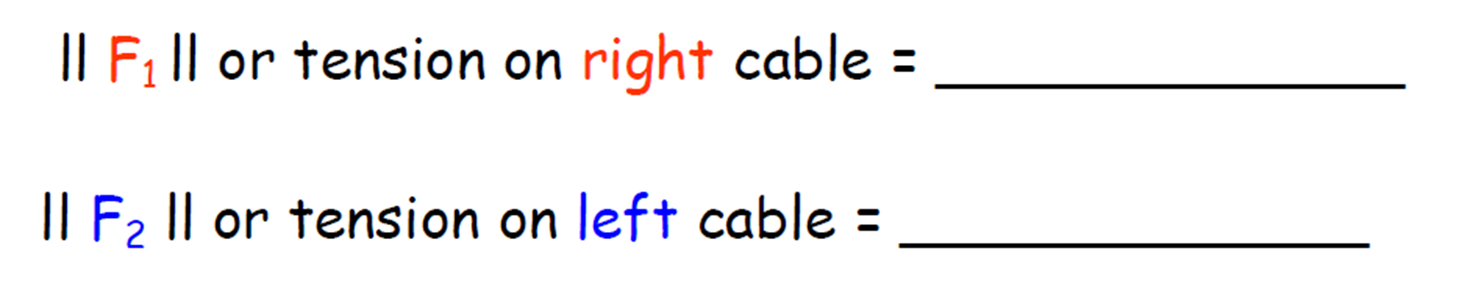 || F₁ || or tension on right cable = _______________
|| F₂ || or tension on left cable = _______________